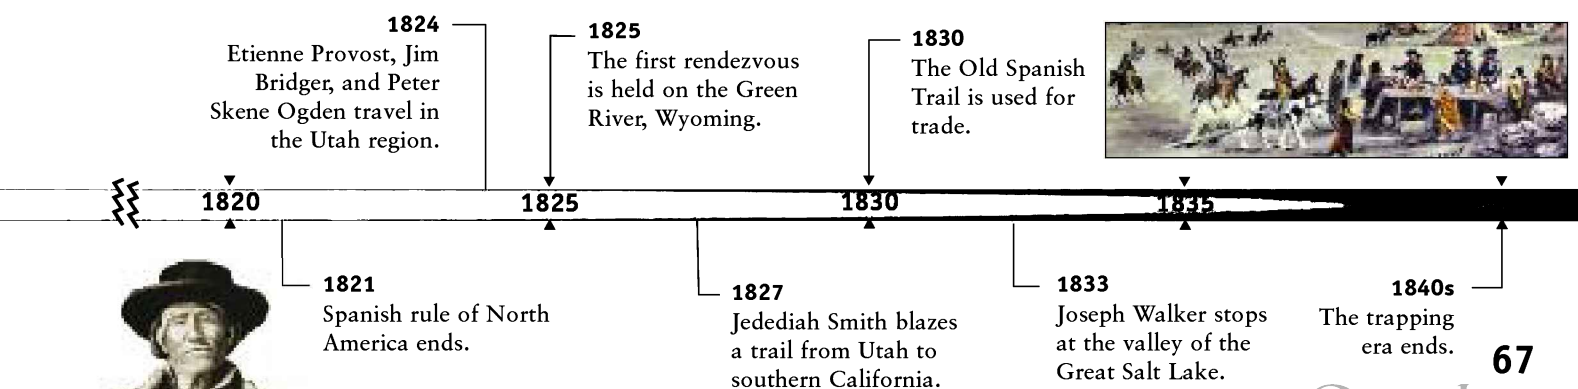 1824
Etienne Provost, Jim
Bridger, and Peter
Skene Ogden travel in
the Utah region.
1825
The first rendezvous
is held on the Green
River, Wyoming.
1830
The Old Spanish
Trail is used for
trade.
1820
1825
1830
1835
1821
Spanish rule of North
America ends.
1827
Jedediah Smith blazes
a trail from Utah to
southern California.
1833
Joseph Walker stops
at the valley of the
Great Salt Lake.
1840s
The trapping
era ends.
67